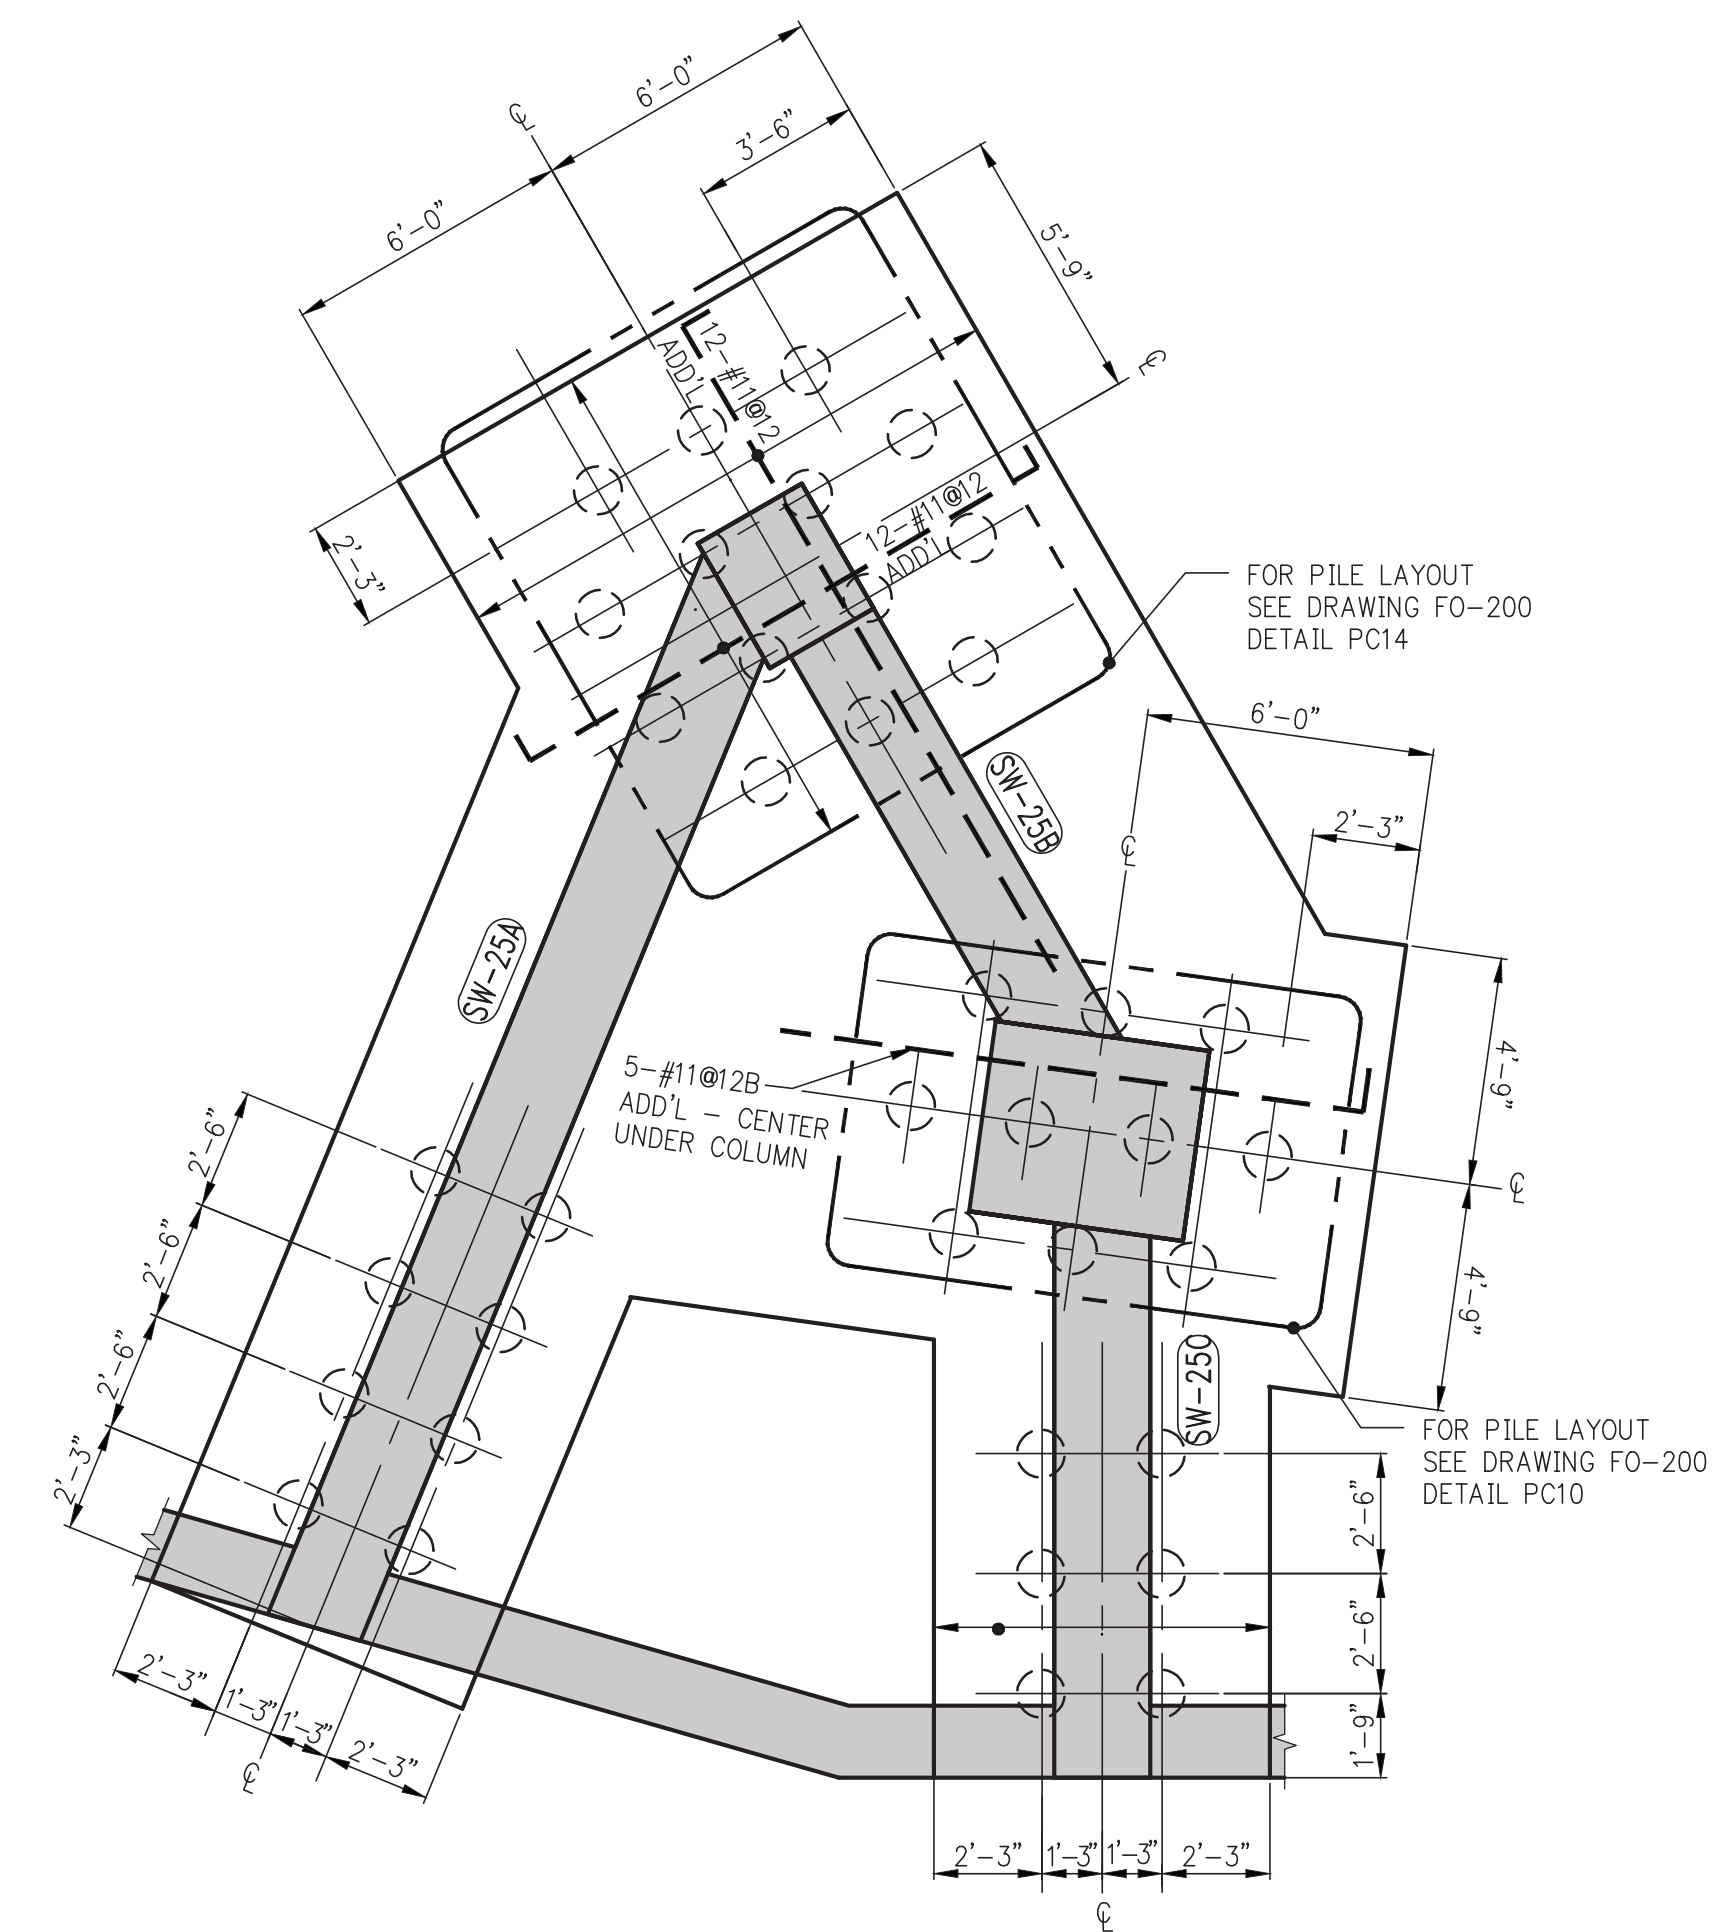 6'-0"
3'-6"
6'-0"
5'-9"
12-#11@12
ADD'L
12-#11@12
ADD'L
2'-3"
FOR PILE LAYOUT
SEE DRAWING FO-200
DETAIL PC14
6'-0"
2'-3"
SW-25B
SW-25A
4'-9"
5-#11@12B
ADD'L - CENTER
UNDER COLUMN
4'-9"
2'-6"
2'-6"
2'-6"
2'-3"
SW-250
FOR PILE LAYOUT
SEE DRAWING FO-200
DETAIL PC10
2'-6"
2'-6"
1'-9"
2'-3"
1'-3"
1'-3"
2'-3"
2'-3"
1'-3"
1'-3"
2'-3"